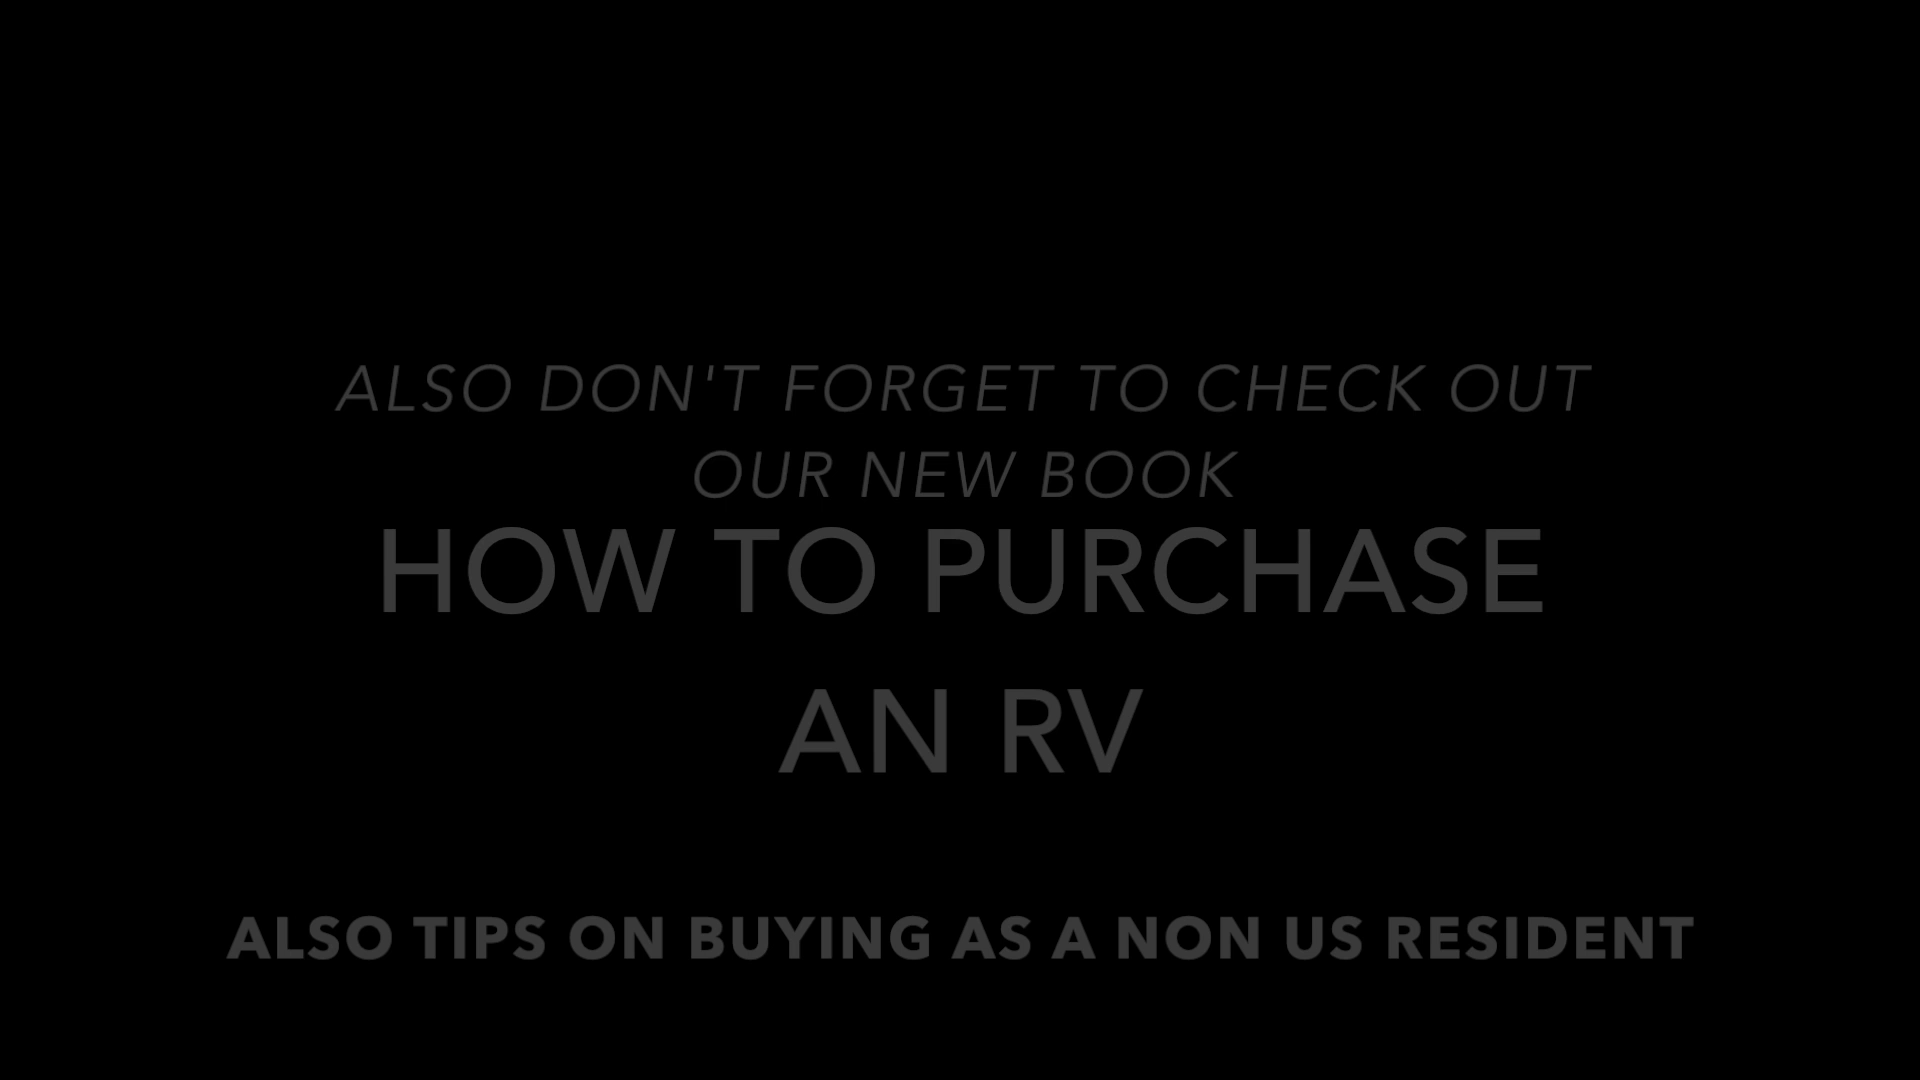 ALSO DON'T FORGET TO CHECK OUT
OUR NEW BOOK
HOW TO PURCHASE
AN RV
ALSO TIPS ON BUYING AS A NON US RESIDENT